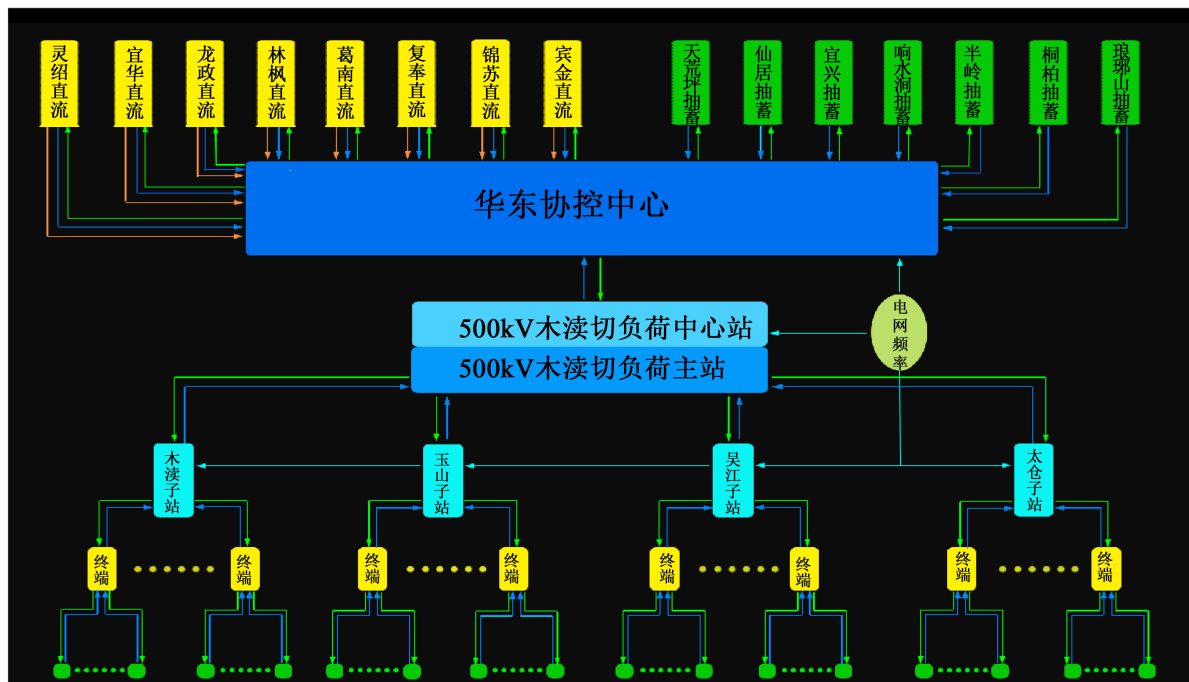 灵绍直流
宜华直流
龙政直流
林枫直流
葛南直流
复奉直流
锦苏直流
宾金直流
天荒坪抽蓄
仙居抽蓄
宜兴抽蓄
响水涧抽蓄
半岭抽蓄
桐柏抽蓄
琅琊山抽蓄
华东协控中心
电网频率
500kV木渎切负荷中心站
500kV木渎切负荷主站
木渎子站
玉山子站
吴江子站
太仓子站
终端
终端
终端
终端
终端
终端
终端
终端